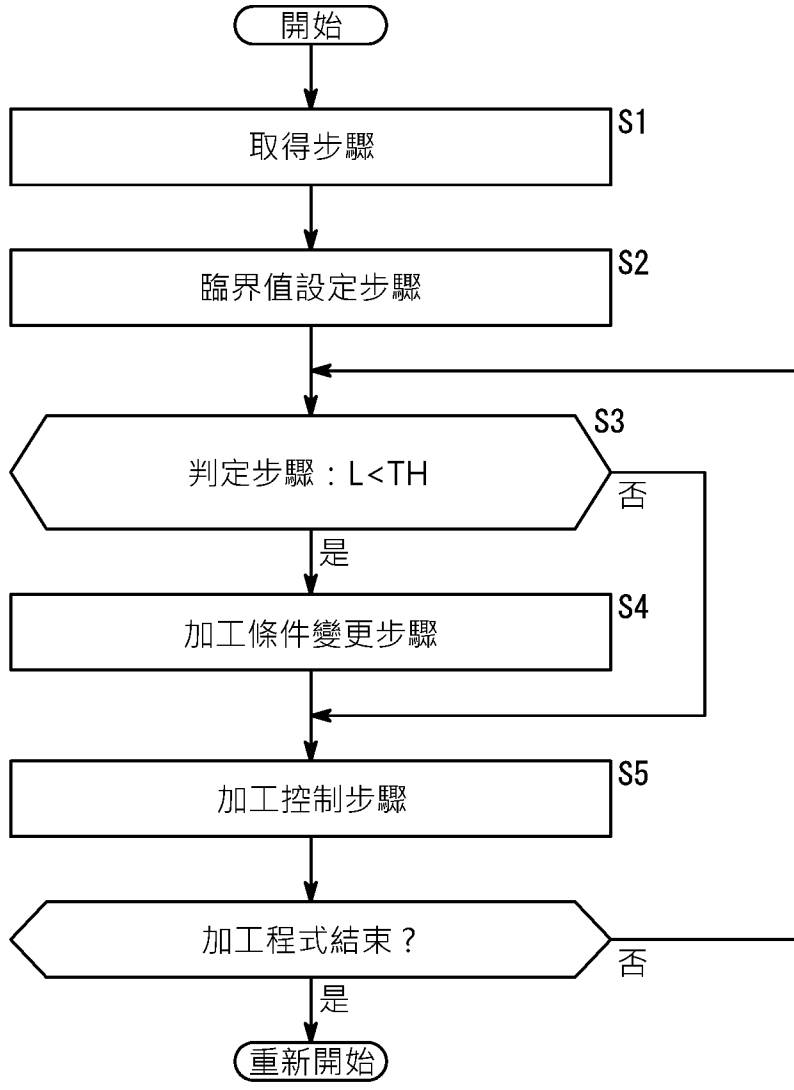 開始
S1
取得步驟
S2
臨界值設定步驟
S3
判定步驟：L<TH
否
是
S4
加工條件變更步驟
S5
加工控制步驟
加工程式結束？
否
是
重新開始